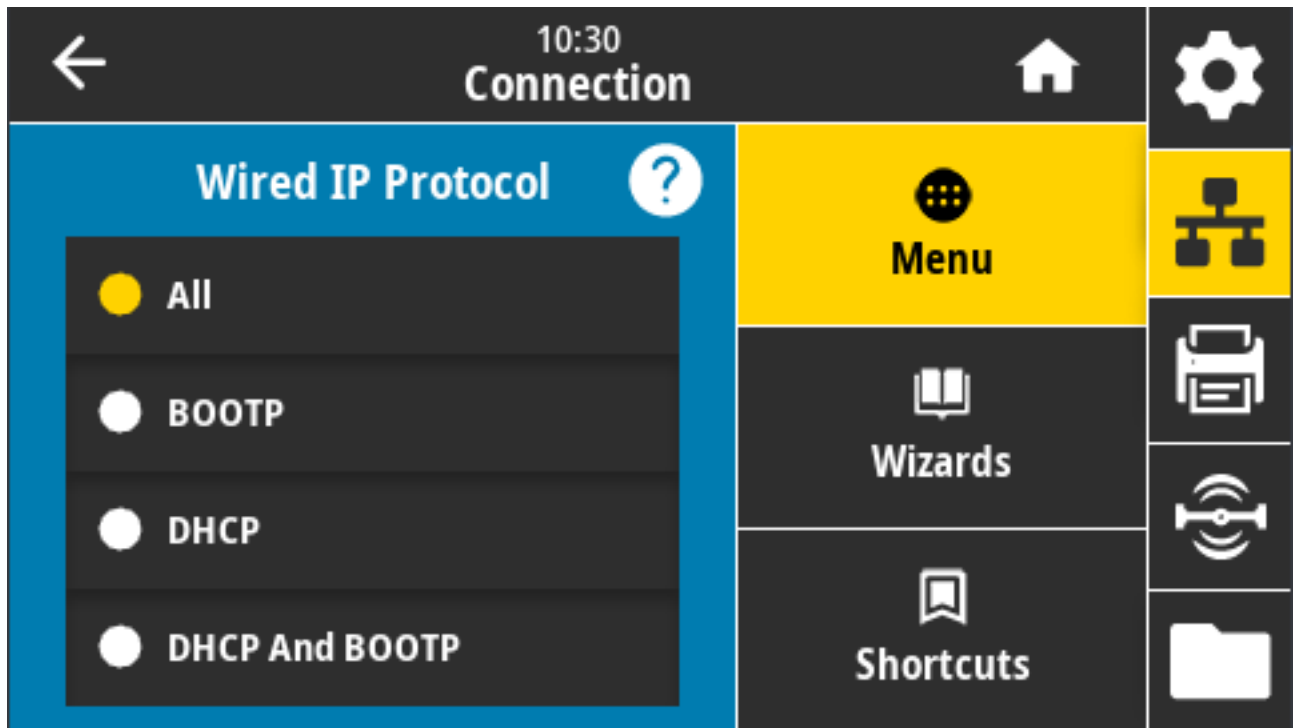 10:30
Connection
Wired IP Protocol
?
All
BOOTP
DHCP
DHCP And BOOTP
Menu
Wizards
Shortcuts